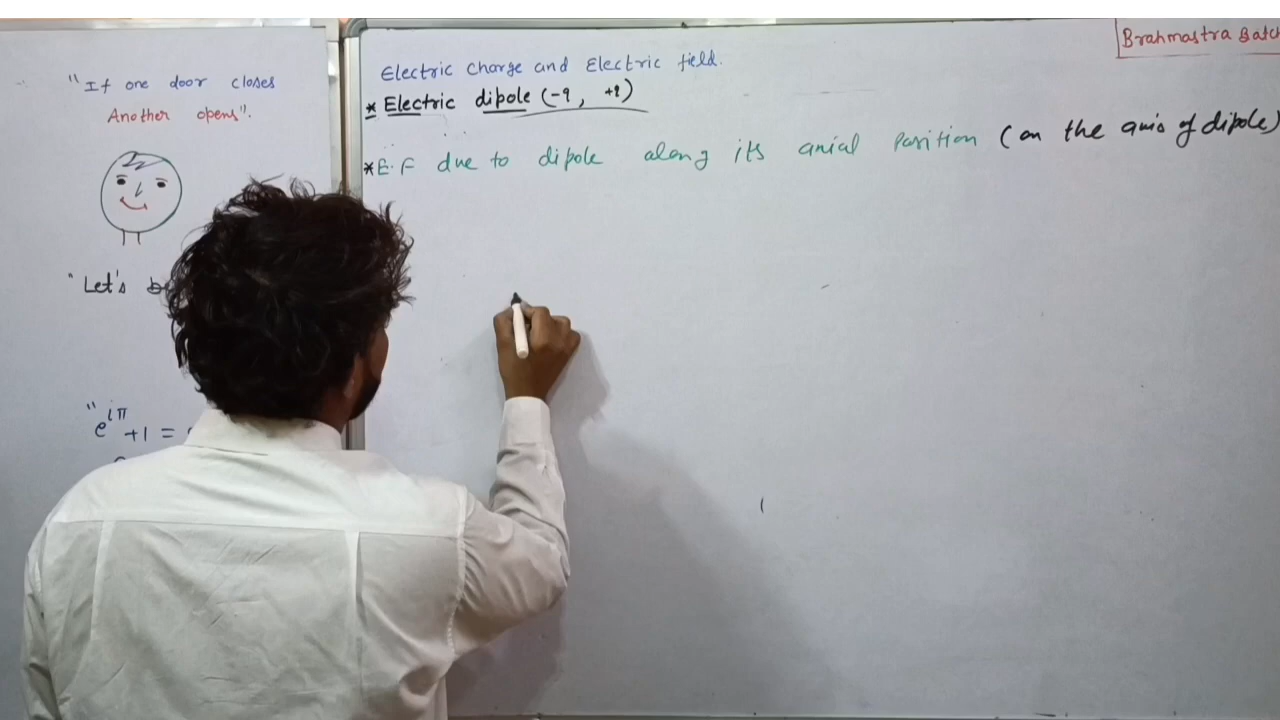 "If one door closes
Another opens".
"Let's
"e^iπ +1 =
Brahmastra Batch
Electric Charge and Electric field.
* Electric dipole (-q, +q)
* E.F due to dipole along its axial Position (on the axis of dipole)